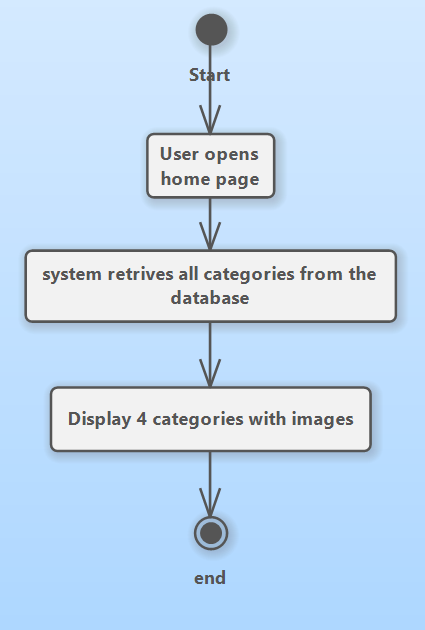 Start
User opens
home page
system retrives all categories from the
database
Display 4 categories with images
end